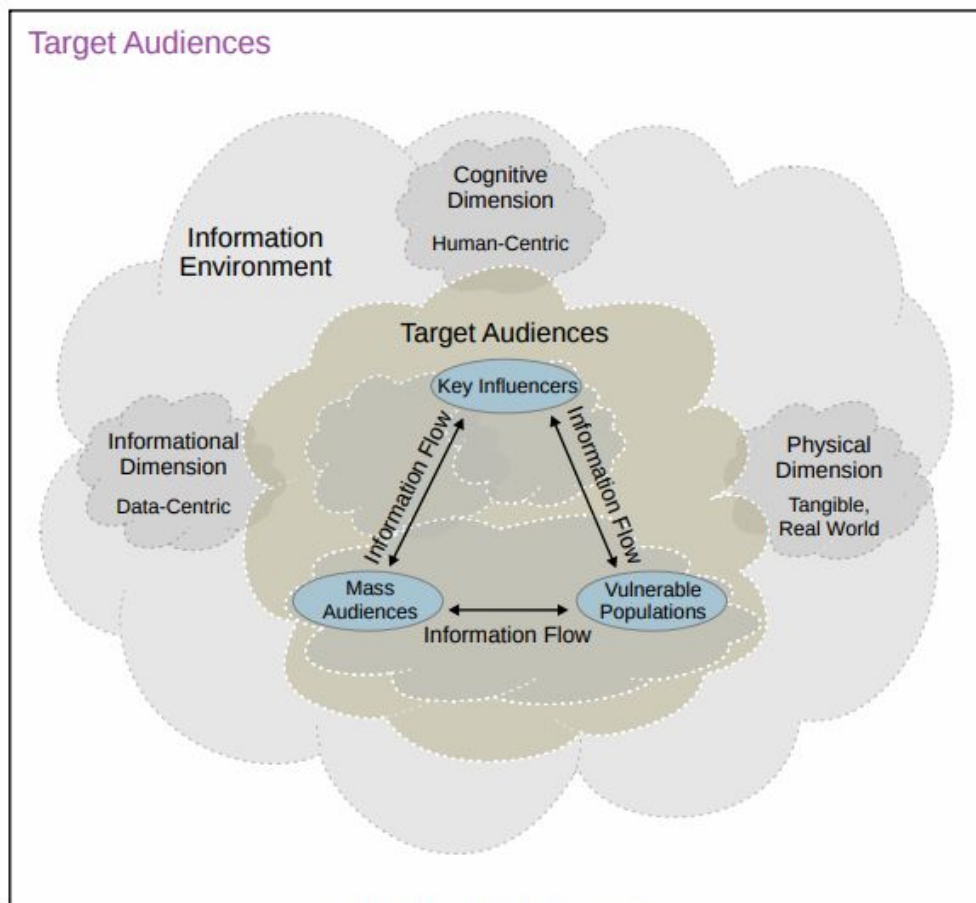 Target Audiences
Cognitive
Dimension
Human-Centric
Information
Environment
Target Audiences
Key Influencers
Information Flow
Information Flow
Informational
Dimension
Data-Centric
Physical
Dimension
Tangible,
Real World
Mass
Audiences
Vulnerable
Populations
Information Flow